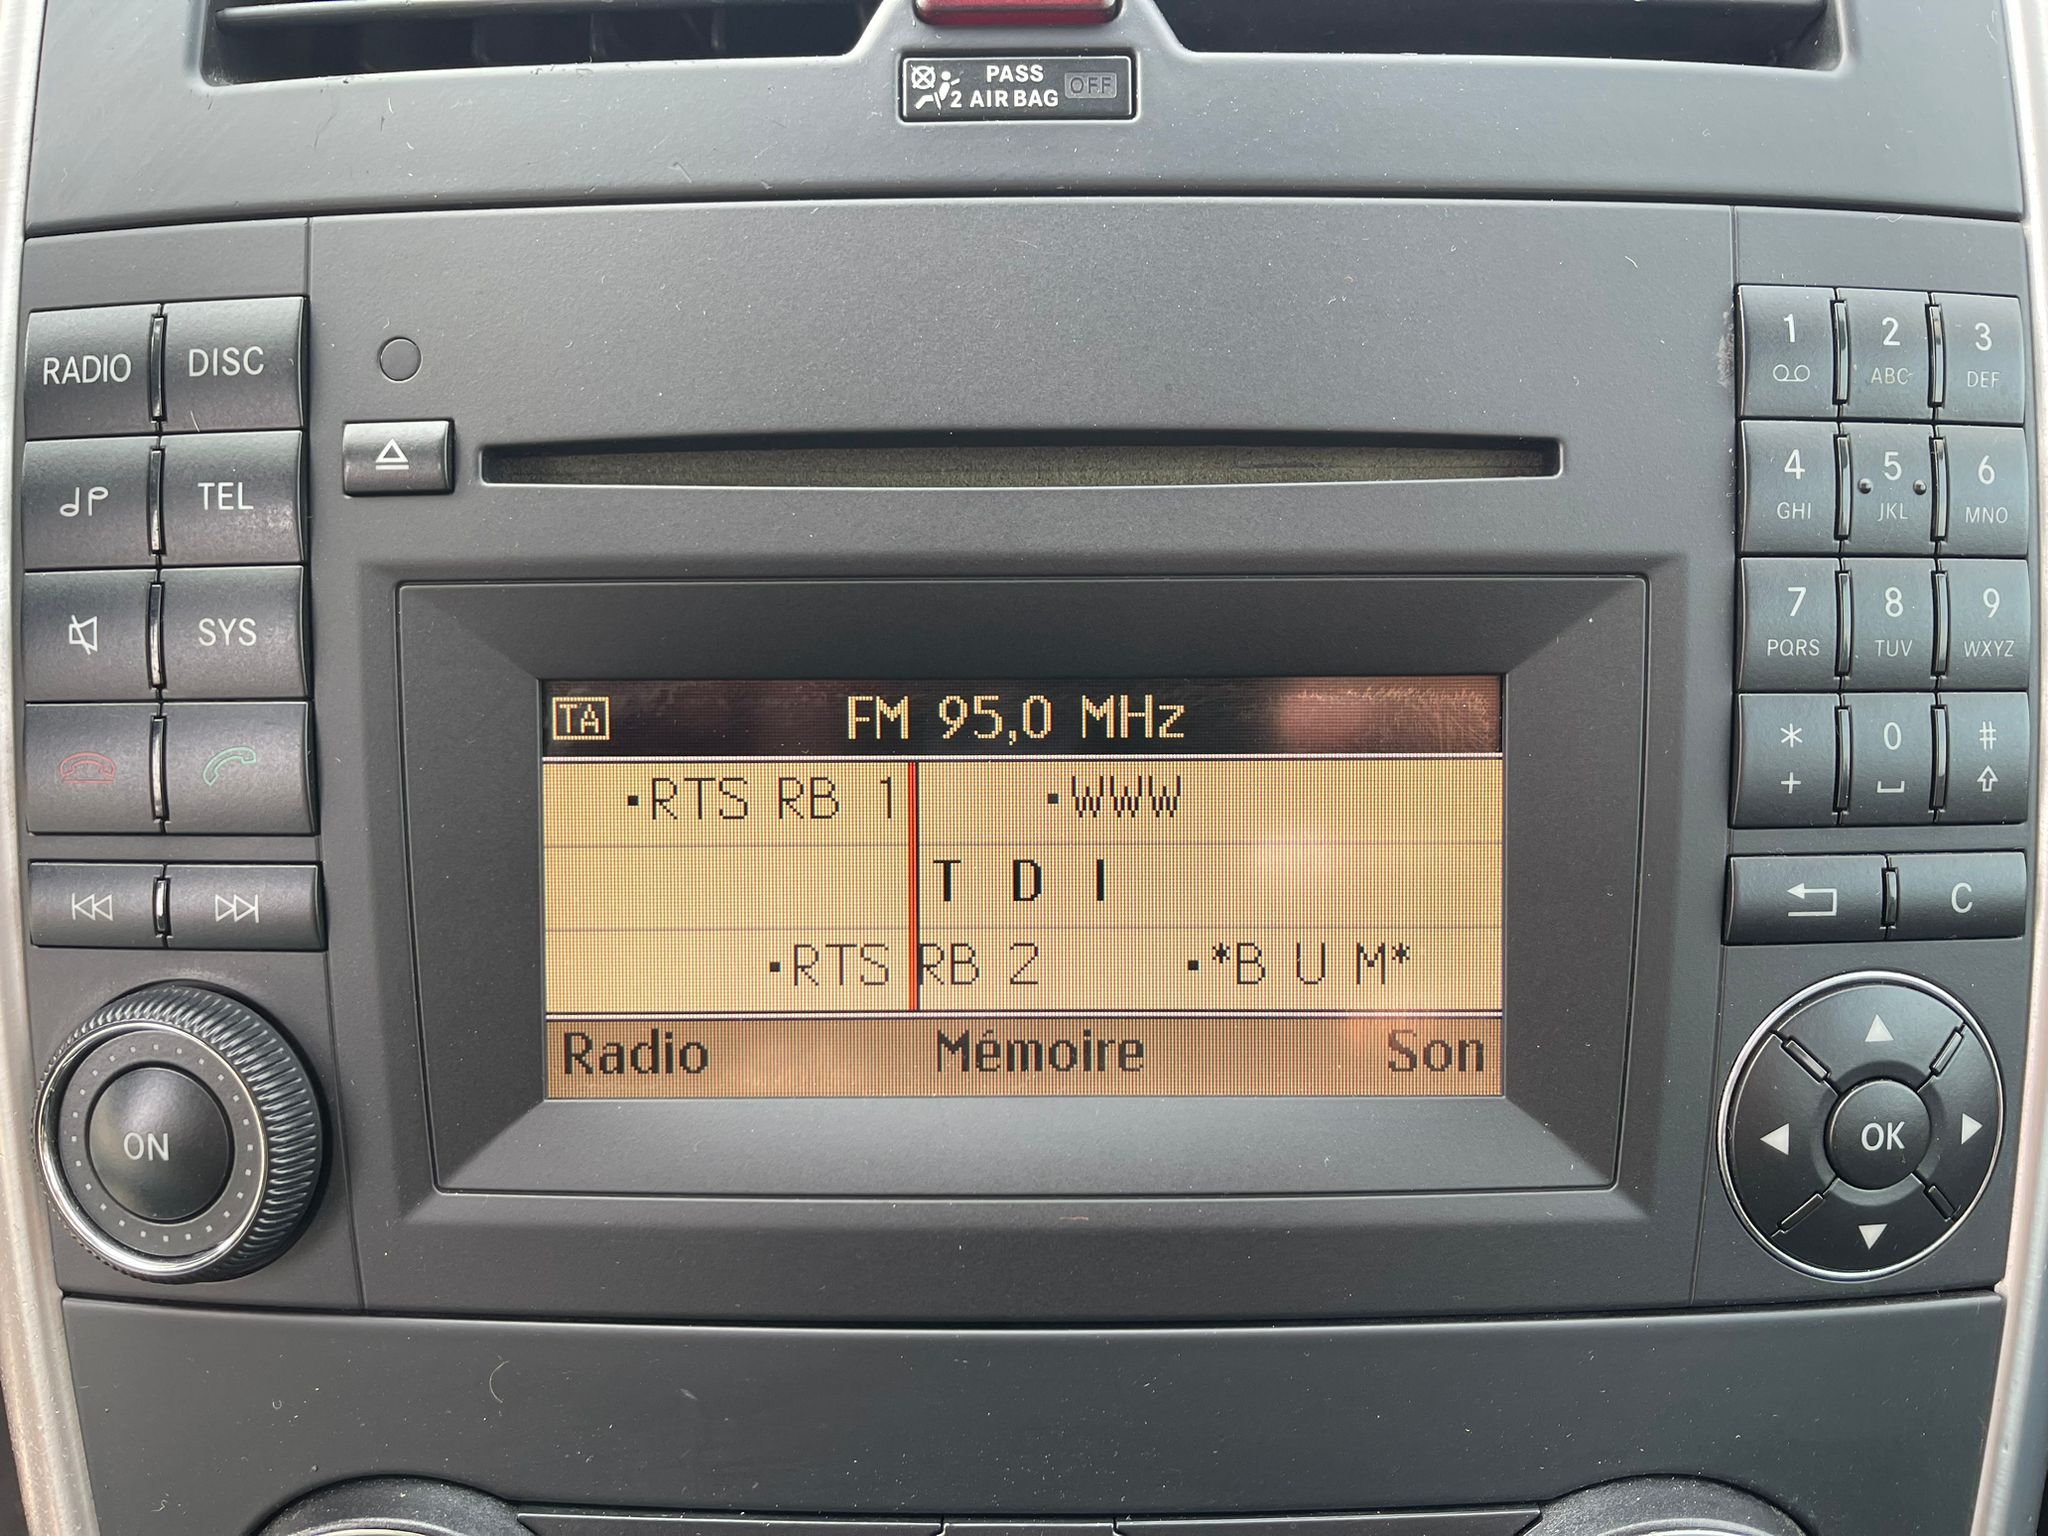 PASS
2 AIRBAG OFF
RADIO DISC
TEL
SYS
ON
1 2 ABC 3 DEF
4 GHI 5 JKL 6 MNO
7 PQRS 8 TUV 9 WXYZ
* + 0 #
C
OK
TA FM 95,0 MHz
RTS RB 1 WWW
T D I
RTS RB 2 *B U M*
Radio Mémoire Son